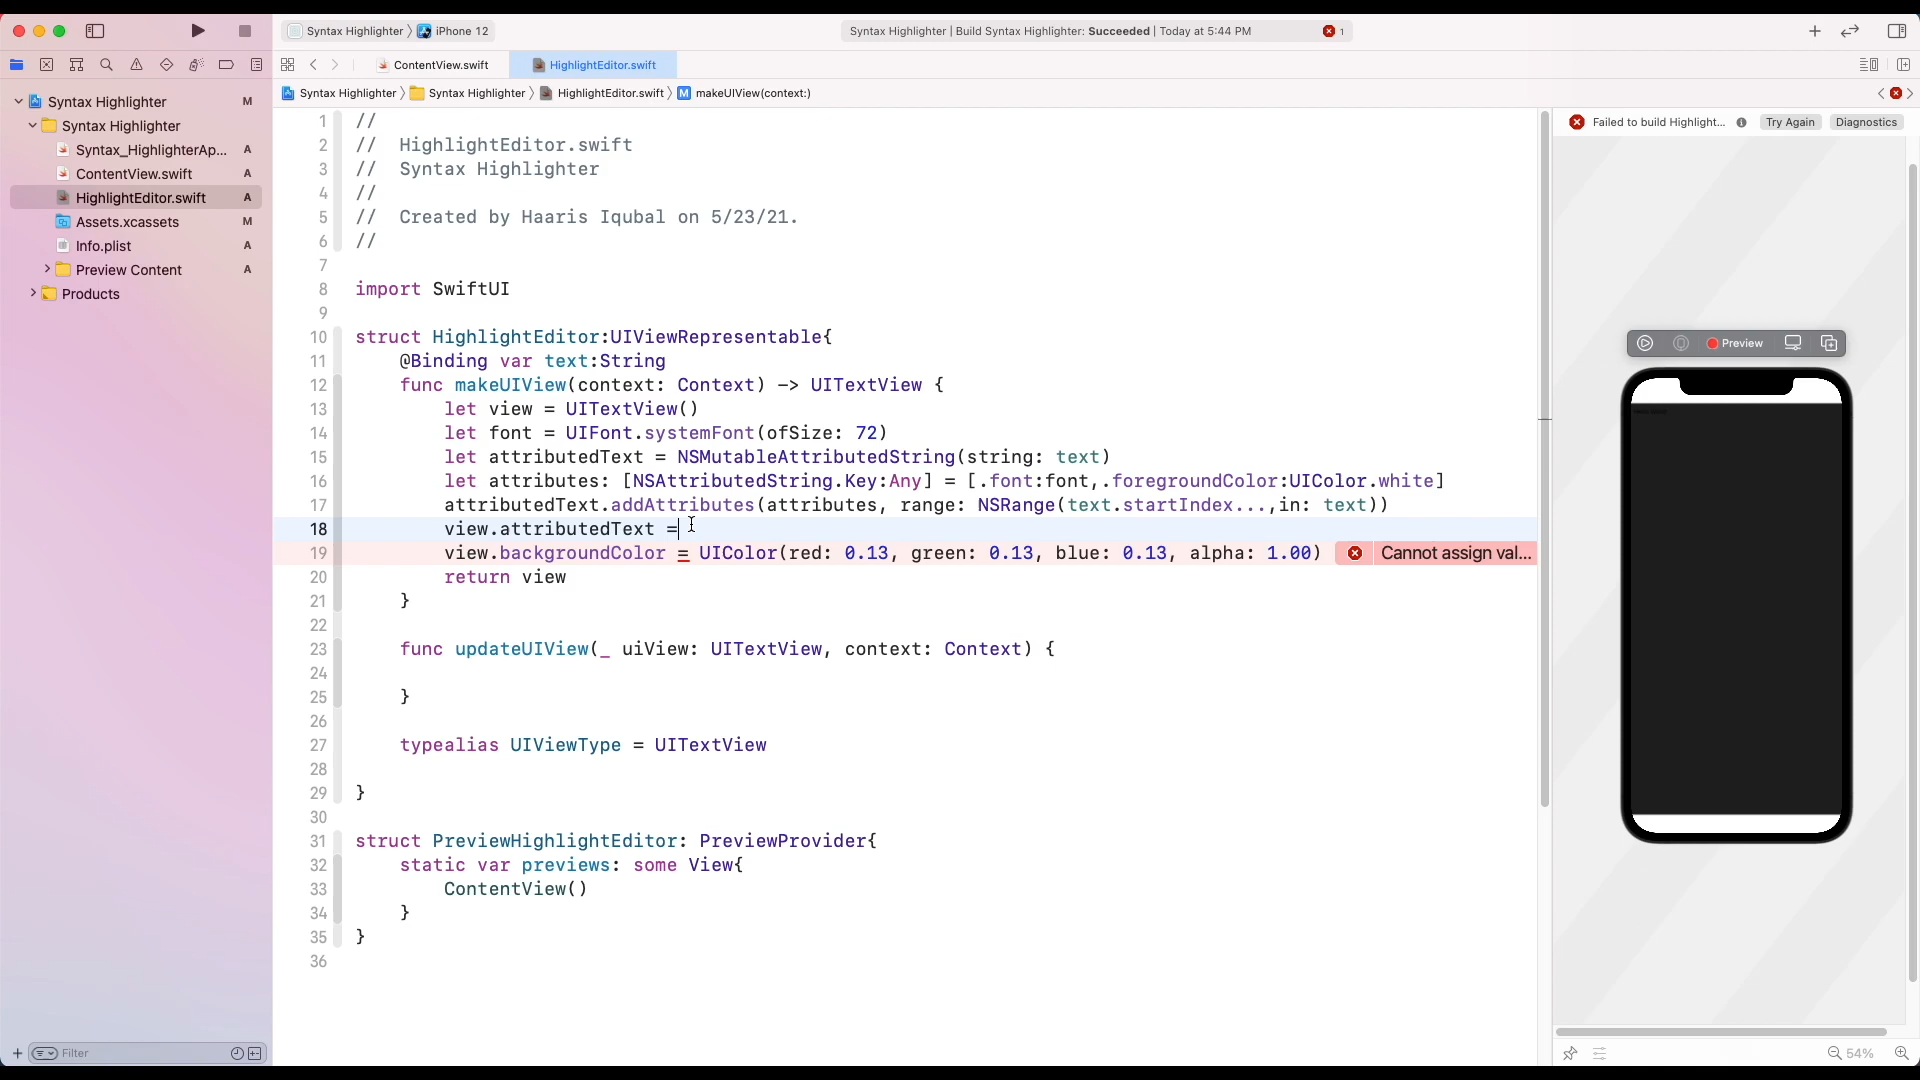 Syntax Highlighter
iPhone 12
Syntax Highlighter | Build Syntax Highlighter: Succeeded | Today at 5:44 PM
1
ContentView.swift
HighlightEditor.swift
Syntax Highlighter
Syntax Highlighter
HighlightEditor.swift
M
makeUIView(context:)
Syntax Highlighter M
Syntax Highlighter
Syntax_HighlighterAp... A
ContentView.swift A
HighlightEditor.swift A
Assets.xcassets M
Info.plist A
Preview Content A
Products
Filter
1 //
2 // HighlightEditor.swift
3 // Syntax Highlighter
4 //
5 // Created by Haaris Iqubal on 5/23/21.
6 //
7
8 import SwiftUI
9
10 struct HighlightEditor:UIViewRepresentable{
11 @Binding var text:String
12 func makeUIView(context: Context) -> UITextView {
13 let view = UITextView()
14 let font = UIFont.systemFont(ofSize: 72)
15 let attributedText = NSMutableAttributedString(string: text)
16 let attributes: [NSAttributedString.Key:Any] = [.font:font,.foregroundColor:UIColor.white]
17 attributedText.addAttributes(attributes, range: NSRange(text.startIndex...,in: text))
18 view.attributedText =
19 view.backgroundColor = UIColor(red: 0.13, green: 0.13, blue: 0.13, alpha: 1.00) Cannot assign val...
20 return view
21 }
22
23 func updateUIView(_ uiView: UITextView, context: Context) {
24
25 }
26
27 typealias UIViewType = UITextView
28
29 }
30
31 struct PreviewHighlightEditor: PreviewProvider{
32 static var previews: some View{
33 ContentView()
34 }
35 }
36
Failed to build Highlight...
Try Again
Diagnostics
Preview
54%